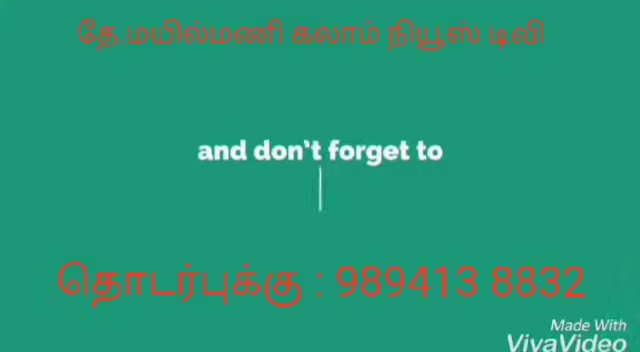 தே.மயில்மணி கலாம் நியூஸ் டிவி
and don't forget to
தொடர்புக்கு : 989413 8832
Made With
VivaVideo